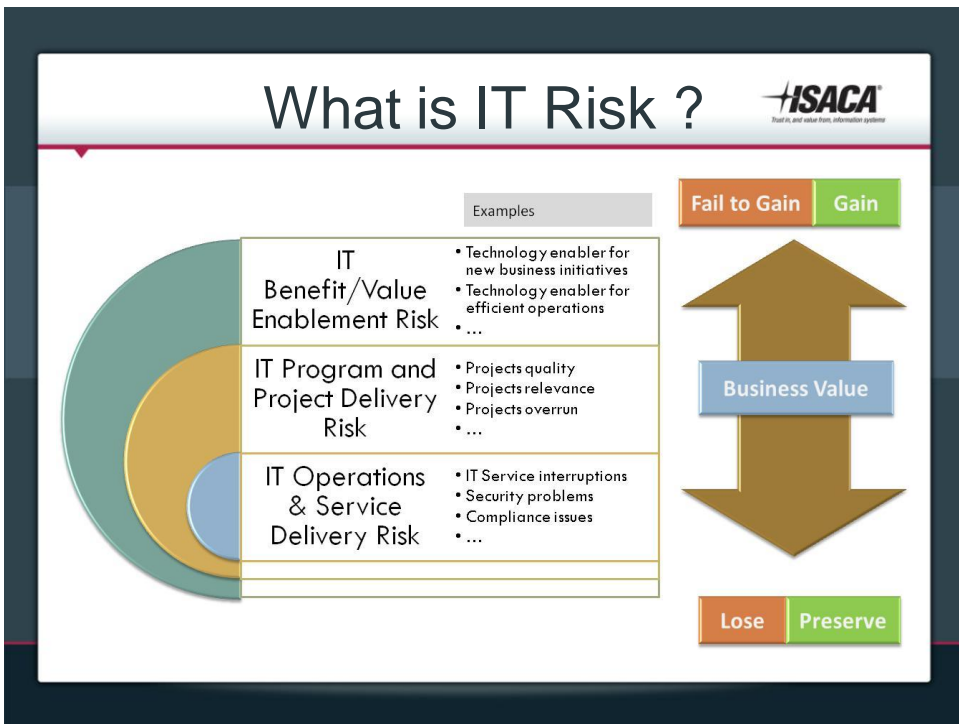 What is IT Risk ?
ISACA®
Trust in, and value from, information systems
Examples
Fail to Gain
Gain
IT
Benefit/Value
Enablement Risk
• Technology enabler for
new business initiatives
• Technology enabler for
efficient operations
• ...
IT Program and
Project Delivery
Risk
• Projects quality
• Projects relevance
• Projects overrun
• ...
Business Value
IT Operations
& Service
Delivery Risk
• IT Service interruptions
• Security problems
• Compliance issues
• ...
Lose
Preserve